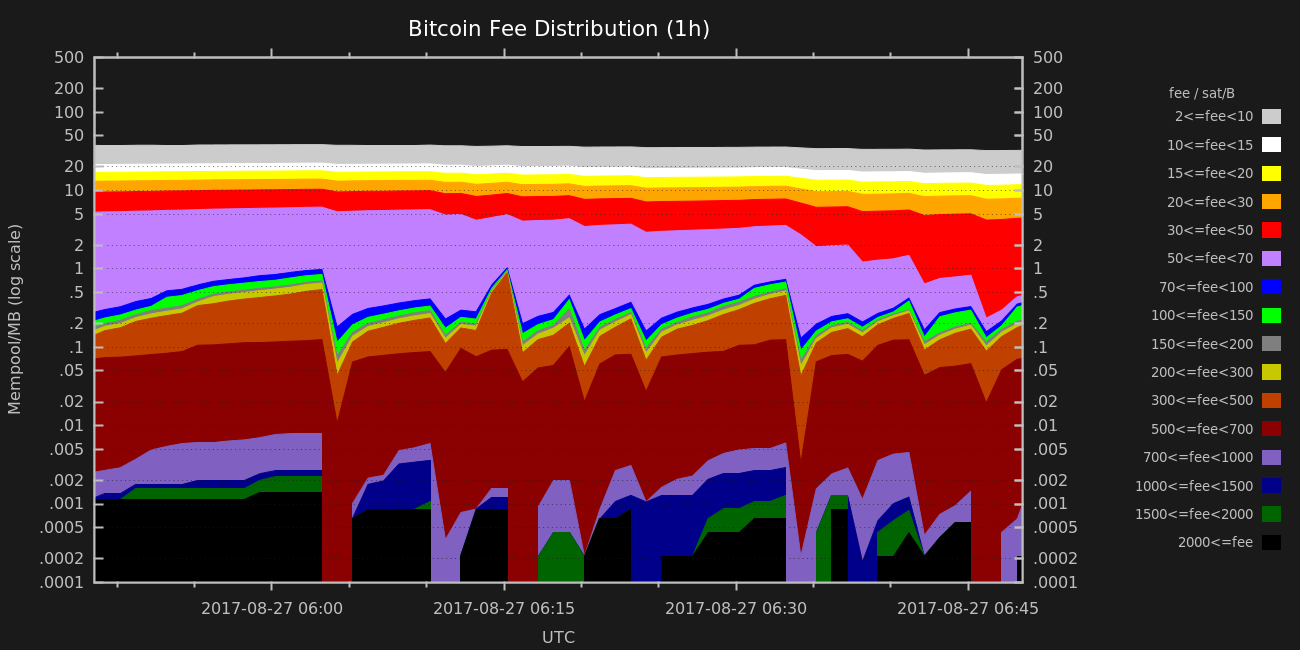 Bitcoin Fee Distribution (1h)
Mempool/MB (log scale)
500
200
100
50
20
10
5
2
1
.5
.2
.1
.05
.02
.01
.005
.002
.001
.0005
.0002
.0001
500
200
100
50
20
10
5
2
1
.5
.2
.1
.05
.02
.01
.005
.002
.001
.0005
.0002
.0001
2017-08-27 06:00
2017-08-27 06:15
2017-08-27 06:30
2017-08-27 06:45
UTC
fee / sat/B
2<=fee<10
10<=fee<15
15<=fee<20
20<=fee<30
30<=fee<50
50<=fee<70
70<=fee<100
100<=fee<150
150<=fee<200
200<=fee<300
300<=fee<500
500<=fee<700
700<=fee<1000
1000<=fee<1500
1500<=fee<2000
2000<=fee